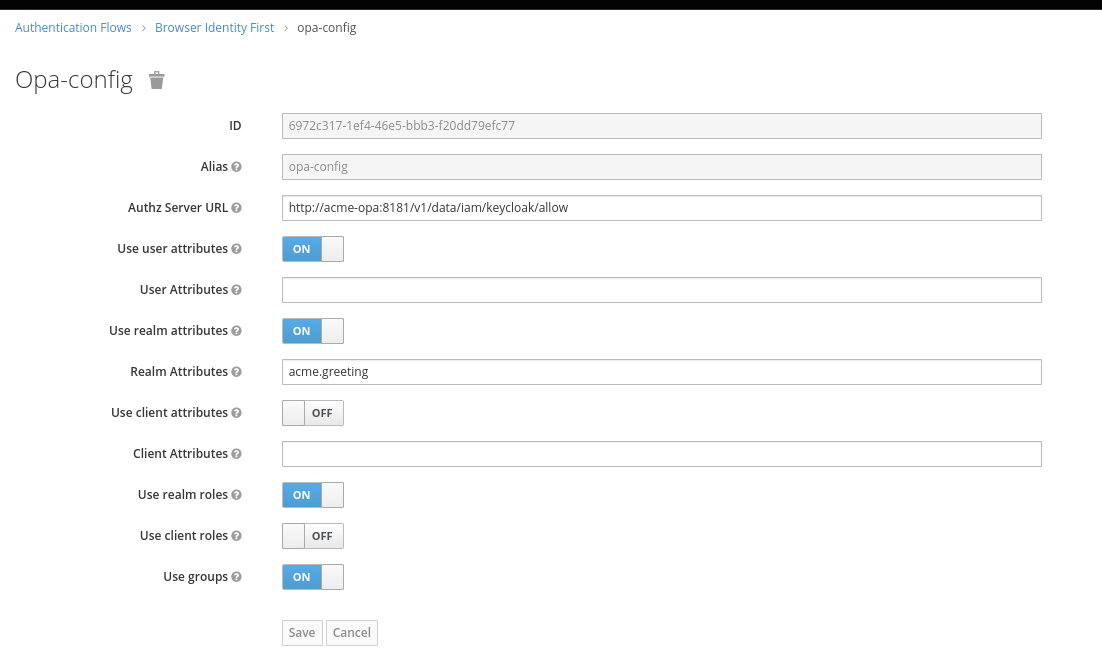 Authentication Flows › Browser Identity First › opa-config
Opa-config
ID 6972c317-1ef4-46e5-bbb3-f20dd79efc77
Alias opa-config
Authz Server URL http://acme-opa:8181/v1/data/iam/keycloak/allow
Use user attributes ON
User Attributes
Use realm attributes ON
Realm Attributes acme.greeting
Use client attributes OFF
Client Attributes
Use realm roles ON
Use client roles OFF
Use groups ON
Save Cancel